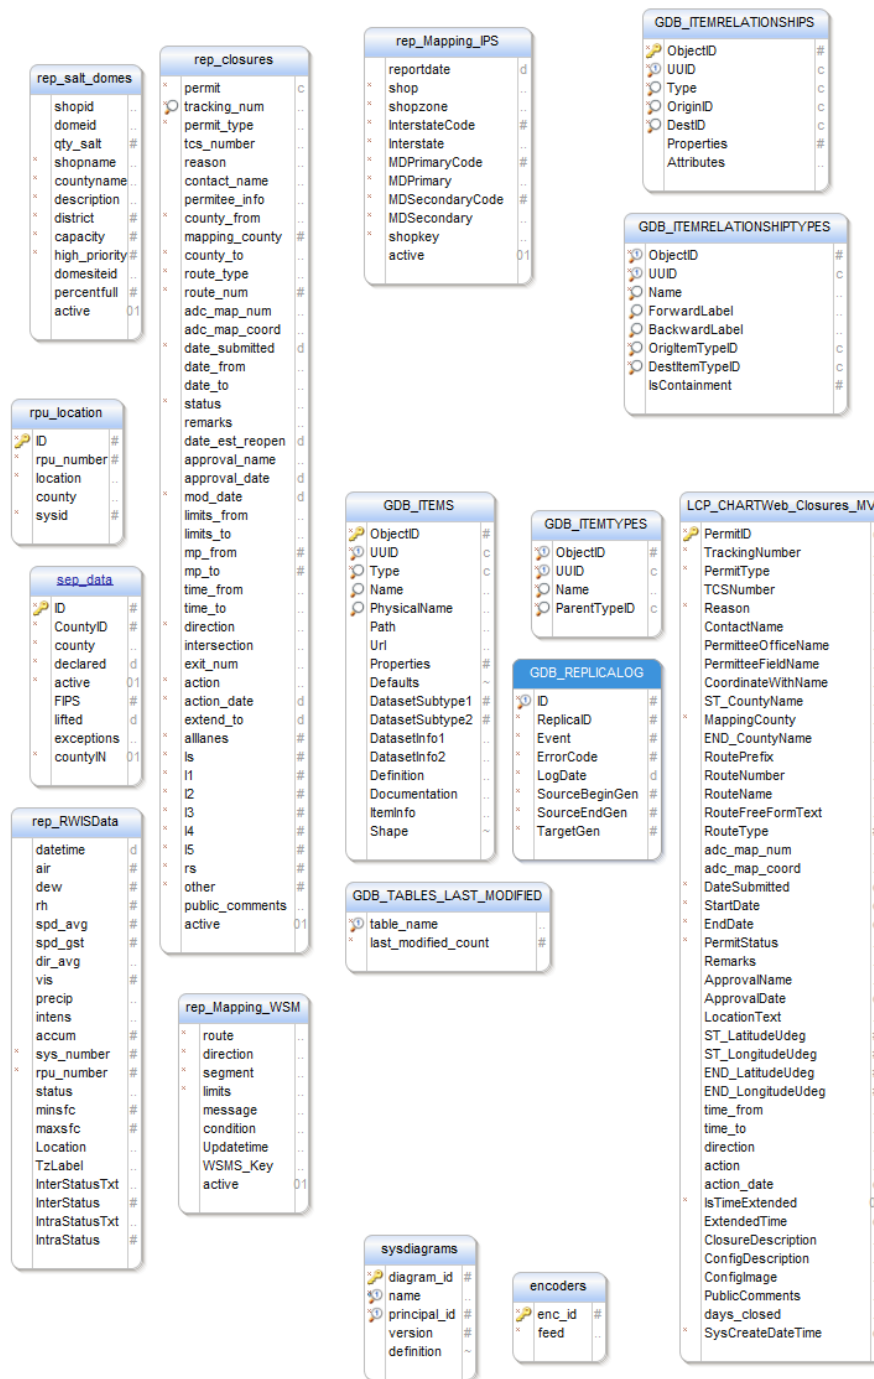 rep_salt_domes
shopid ..
domeid ..
qty_salt #
shopname ..
countyname ..
description ..
district #
capacity #
high_priority #
domesiteid ..
percentfull #
active 01
rep_closures
permit c
tracking_num ..
permit_type ..
tcs_number ..
reason ..
contact_name ..
permitee_info ..
county_from ..
mapping_county #
county_to ..
route_type ..
route_num #
adc_map_num ..
adc_map_coord ..
date_submitted d
date_from ..
date_to ..
status ..
remarks ..
date_est_reopen d
approval_name ..
approval_date d
mod_date d
limits_from ..
limits_to ..
mp_from #
mp_to #
time_from ..
time_to ..
direction ..
intersection ..
exit_num ..
action ..
action_date d
extend_to d
alllanes #
ls #
l1 #
l2 #
l3 #
l4 #
l5 #
rs #
other #
public_comments ..
active 01
rep_Mapping_IPS
reportdate d
shop ..
shopzone ..
InterstateCode #
Interstate ..
MDPrimaryCode #
MDPrimary ..
MDSecondaryCode #
MDSecondary ..
shopkey ..
active 01
GDB_ITEMRELATIONSHIPS
ObjectID #
UUID c
Type c
OriginID c
DestID c
Properties #
Attributes ..
GDB_ITEMRELATIONSHIPTYPES
ObjectID #
UUID c
Name ..
ForwardLabel ..
BackwardLabel ..
OrigItemTypeID c
DestItemTypeID c
IsContainment #
rpu_location
ID #
rpu_number #
location ..
county ..
sysid #
sep_data
ID #
CountyID #
county ..
declared d
active 01
FIPS #
lifted d
exceptions ..
countyIN 01
rep_RWISData
datetime d
air #
dew #
rh #
spd_avg #
spd_gst #
dir_avg ..
vis #
precip ..
intens ..
accum #
sys_number #
rpu_number #
status ..
minsfc #
maxsfc #
Location ..
TzLabel ..
InterStatusTxt ..
InterStatus #
IntraStatusTxt ..
IntraStatus #
rep_Mapping_WSM
route ..
direction ..
segment ..
limits ..
message ..
condition ..
Updatetime ..
WSMS_Key ..
active 01
GDB_ITEMS
ObjectID #
UUID c
Type c
Name ..
PhysicalName ..
Path ..
Url ..
Properties #
Defaults ~
DatasetSubtype1 #
DatasetSubtype2 #
DatasetInfo1 ..
DatasetInfo2 ..
Definition ..
Documentation ..
ItemInfo ..
Shape ~
GDB_ITEMTYPES
ObjectID #
UUID c
Name ..
ParentTypeID c
GDB_REPLICALOG
ID #
ReplicaID #
Event #
ErrorCode #
LogDate d
SourceBeginGen #
SourceEndGen #
TargetGen #
GDB_TABLES_LAST_MODIFIED
table_name ..
last_modified_count #
sysdiagrams
diagram_id #
name ..
principal_id #
version #
definition ~
encoders
enc_id #
feed ..
LCP_CHARTWeb_Closures_MV
PermitID
TrackingNumber
PermitType
TCSNumber
Reason
ContactName
PermitteeOfficeName
PermitteeFieldName
CoordinateWithName
ST_CountyName
MappingCounty
END_CountyName
RoutePrefix
RouteNumber
RouteName
RouteFreeFormText
RouteType
adc_map_num
adc_map_coord
DateSubmitted
StartDate
EndDate
PermitStatus
Remarks
ApprovalName
ApprovalDate
LocationText
ST_LatitudeUdeg
ST_LongitudeUdeg
END_LatitudeUdeg
END_LongitudeUdeg
time_from
time_to
direction
action
action_date
IsTimeExtended
ExtendedTime
ClosureDescription
ConfigDescription
ConfigImage
PublicComments
days_closed
SysCreateDateTime